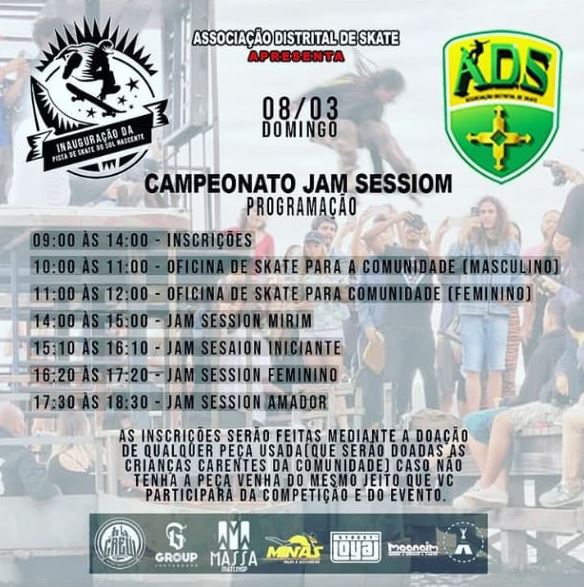 ASSOCIAÇÃO DISTRITAL DE SKATE
APRESENTA
INAUGURAÇÃO DA
PISTA DE SKATE DO SOL NASCENTE
08/03
DOMINGO
ADS
ASSOCIAÇÃO DISTRITAL DE SKATE
CAMPEONATO JAM SESSIOM
PROGRAMAÇÃO
09:00 ÀS 14:00 - INSCRIÇÕES
10:00 ÀS 11:00 - OFICINA DE SKATE PARA A COMUNIDADE (MASCULINO)
11:00 ÀS 12:00 - OFICINA DE SKATE PARA COMUNIDADE (FEMININO)
14:00 ÀS 15:00 - JAM SESSION MIRIM
15:10 ÀS 16:10 - JAM SESAION INICIANTE
16:20 ÀS 17:20 - JAM SESSION FEMININO
17:30 ÀS 18:30 - JAM SESSION AMADOR
AS INSCRIÇÕES SERÃO FEITAS MEDIANTE A DOAÇÃO
DE QUALQUER PEÇA USADA(QUE SERÃO DOADAS AS
CRIANÇAS CARENTES DA COMUNIDADE) CASO NÃO
TENHA A PEÇA VENHA DO MESMO JEITO QUE VC
PARTICIPARÁ DA COMPETIÇÃO E DO EVENTO.
CREW
GROUP
MASSA
MINAS
STREET
LOYAL